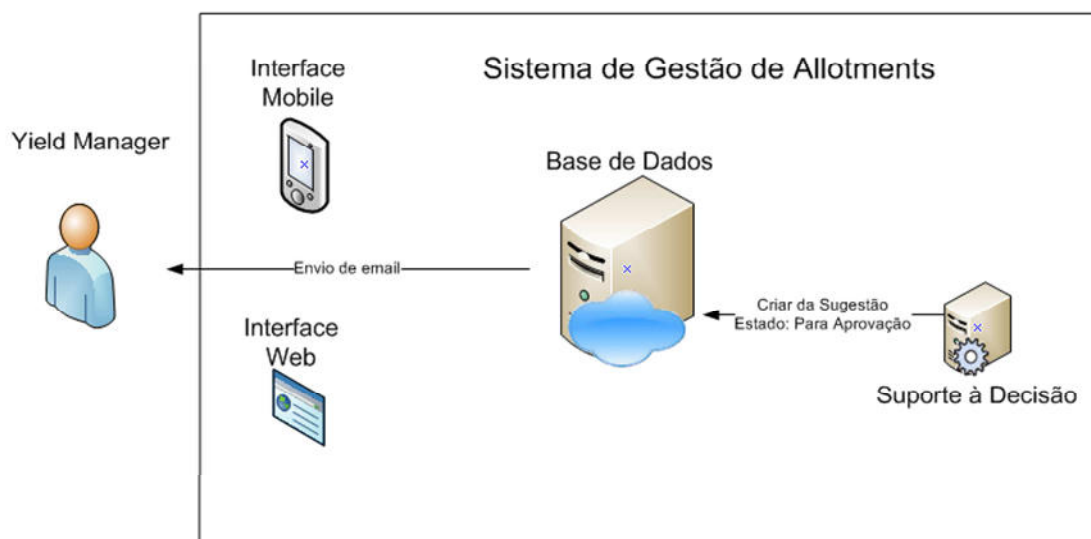 Sistema de Gestão de Allotments
Interface
Mobile
Yield Manager
Base de Dados
Envio de email
Criar da Sugestão
Estado: Para Aprovação
Interface
Web
Suporte à Decisão